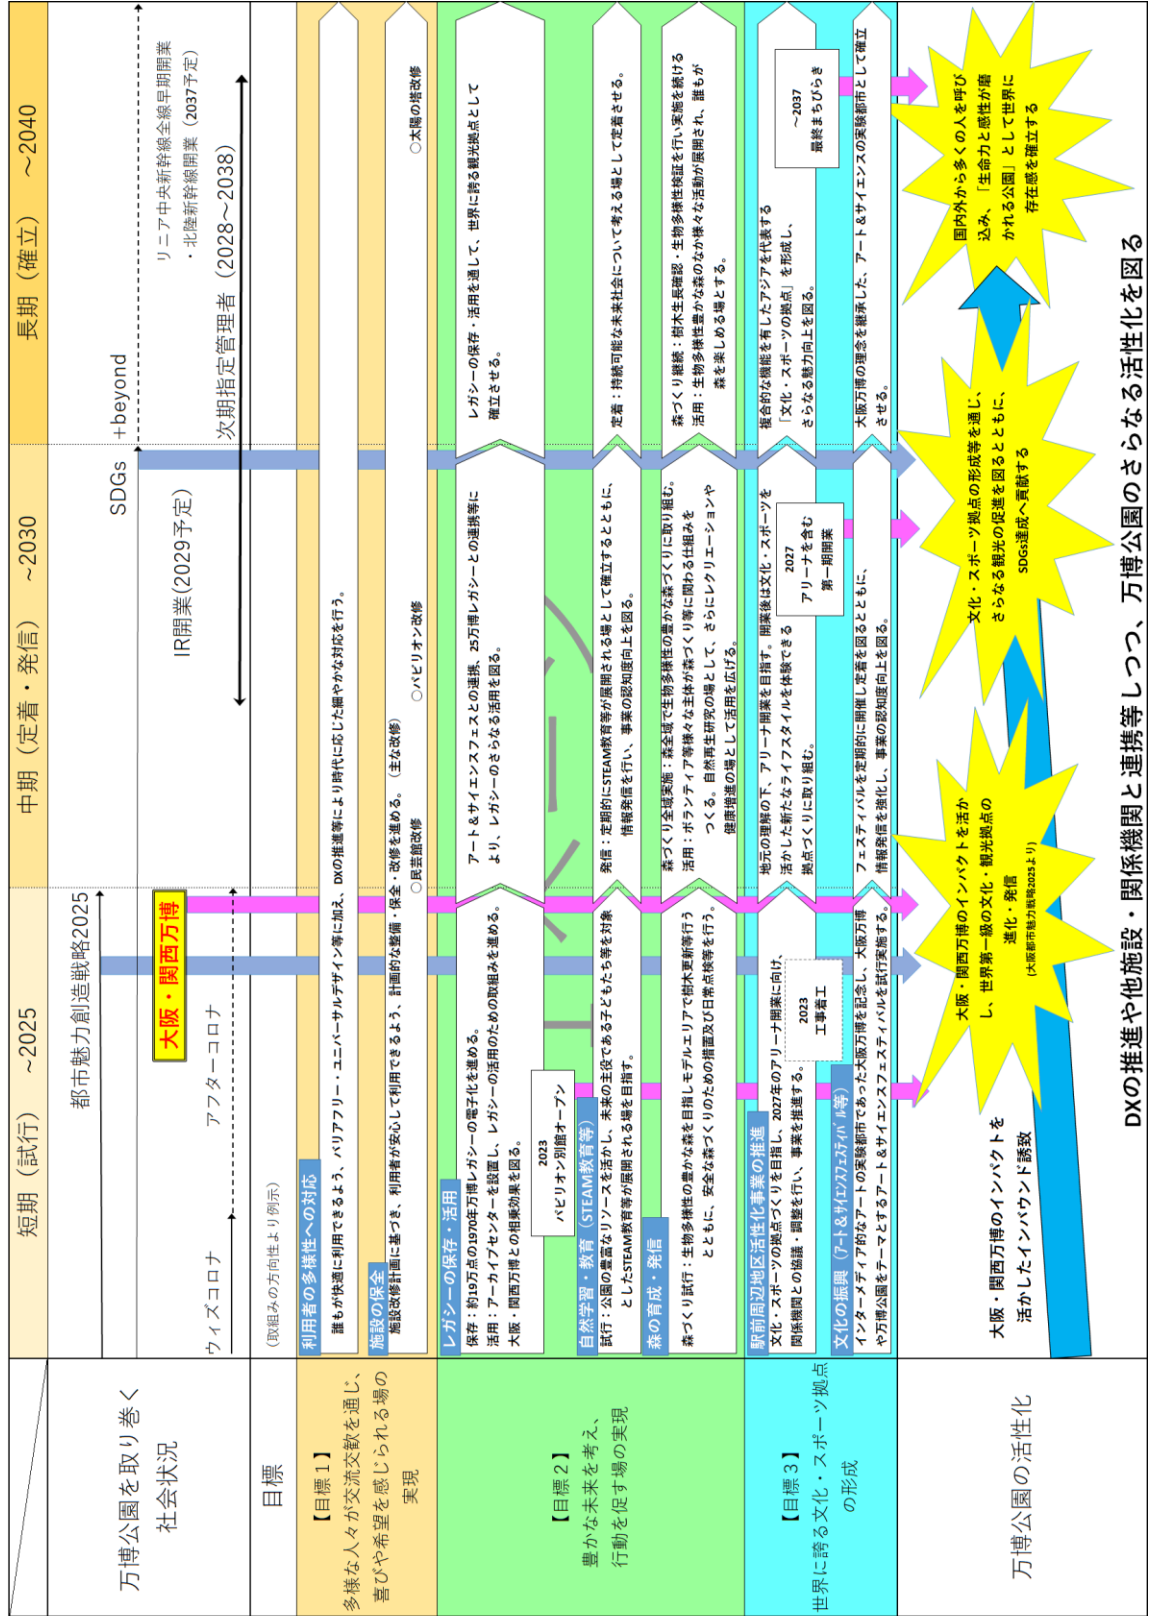 短期（試行） ~2025
中期（定着・発信） ~2030
長期（確立） ~2040
万博公園を取り巻く
社会状況
都市魅力創造戦略2025
SDGs +beyond
大阪・関西万博
IR開業(2029予定)
リニア中央新幹線全線早期開業
・北陸新幹線開業（2037予定）
ウィズコロナ
アフターコロナ
次期指定管理者（2028～2038）
目標
（取組みの方向性より例示）
【目標１】
多様な人々が交流交歓を通じ、
喜びや希望を感じられる場の
実現
利用者の多様性への対応
誰もが快適に利用できるよう、バリアフリー・ユニバーサルデザイン等に加え、DXの推進等により時代に応じた細やかな対応を行う。
施設の保全
施設改修計画に基づき、利用者が安心して利用できるよう、計画的な整備・保全・改修を進める。（主な改修）
○民芸館改修
○パビリオン改修
○太陽の塔改修
【目標２】
豊かな未来を考え、
行動を促す場の実現
レガシーの保存・活用
保存：約19万点の1970年万博レガシーの電子化を進める。
活用：アーカイブセンターを設置し、レガシーの活用のための取組みを進める。
大阪・関西万博との相乗効果を図る。
アート＆サイエンスフェスとの連携、25万博レガシーとの連携等に
より、レガシーのさらなる活用を図る。
レガシーの保存・活用を通して、世界に誇る観光拠点として
確立させる。
2023
パビリオン別館オープン
自然学習・教育（STEAM教育等）
試行：公園の豊富なリソースを活かし、未来の主役である子どもたち等を対象
としたSTEAM教育等が展開される場を目指す。
発信：定期的にSTEAM教育等が展開される場として確立するとともに、
情報発信を行い、事業の認知度向上を図る。
定着：持続可能な未来社会について考える場として定着させる。
森の育成・発信
森づくり試行：生物多様性の豊かな森を目指しモデルエリアで樹木更新等行う
とともに、安全な森づくりのための措置及び日常点検等を行う。
森づくり全域実施：森全域で生物多様性の豊かな森づくりに取り組む。
活用：ボランティア等様々な主体が森づくり等に関わる仕組みを
つくる。自然再生研究の場として、さらにレクリエーションや
健康増進の場として活用を広げる。
森づくり継続：樹木生長確認・生物多様性検証を行い実施を続ける
活用：生物多様性豊かな森のなか様々な活動が展開され、誰もが
森を楽しめる場とする。
【目標３】
世界に誇る文化・スポーツ拠点
の形成
駅前周辺地区活性化事業の推進
文化・スポーツの拠点づくりを目指し、2027年のアリーナ開業に向け、
関係機関との協議・調整を行い、事業を推進する。
2023
工事着工
地元の理解の下、アリーナ開業を目指す。開業後は文化・スポーツを
活かした新たなライフスタイルを体験できる
拠点づくりに取り組む。
2027
アリーナを含む
第一期開業
複合的な機能を有したアジアを代表する
「文化・スポーツの拠点」を形成し、
さらなる魅力向上を図る。
～2037
最終まちびらき
文化の振興（アート＆サイエンスフェスティバル等）
インターメディア的なアートの実験都市であった大阪万博を記念し、大阪万博
や万博公園をテーマとするアート＆サイエンスフェスティバルを試行実施する。
フェスティバルを定期的に開催し定着を図るとともに、
情報発信を強化し、事業の認知度向上を図る。
大阪万博の理念を継承した、アート＆サイエンスの実験都市として確立
させる。
万博公園の活性化
大阪・関西万博のインパクトを
活かしたインバウンド誘致
大阪・関西万博のインパクトを活か
し、世界第一級の文化・観光拠点の
進化・発信
(大阪都市魅力戦略2025より)
文化・スポーツ拠点の形成等を通じ、
さらなる観光の促進を図るとともに、
SDGs達成へ貢献する
国内外から多くの人を呼び
込み、「生命力と感性が磨
かれる公園」として世界に
存在感を確立する
DXの推進や他施設・関係機関と連携等しつつ、万博公園のさらなる活性化を図る